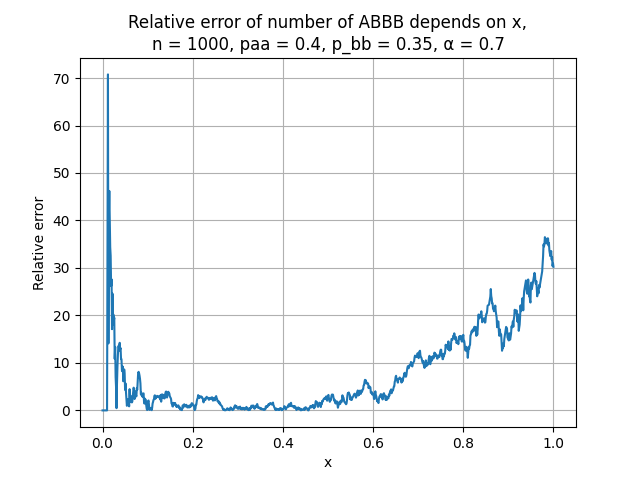 Relative error of number of ABBB depends on x,
n = 1000, paa = 0.4, p_bb = 0.35, α = 0.7
70
60
50
40
30
20
10
0
Relative error
0.0 0.2 0.4 0.6 0.8 1.0
x